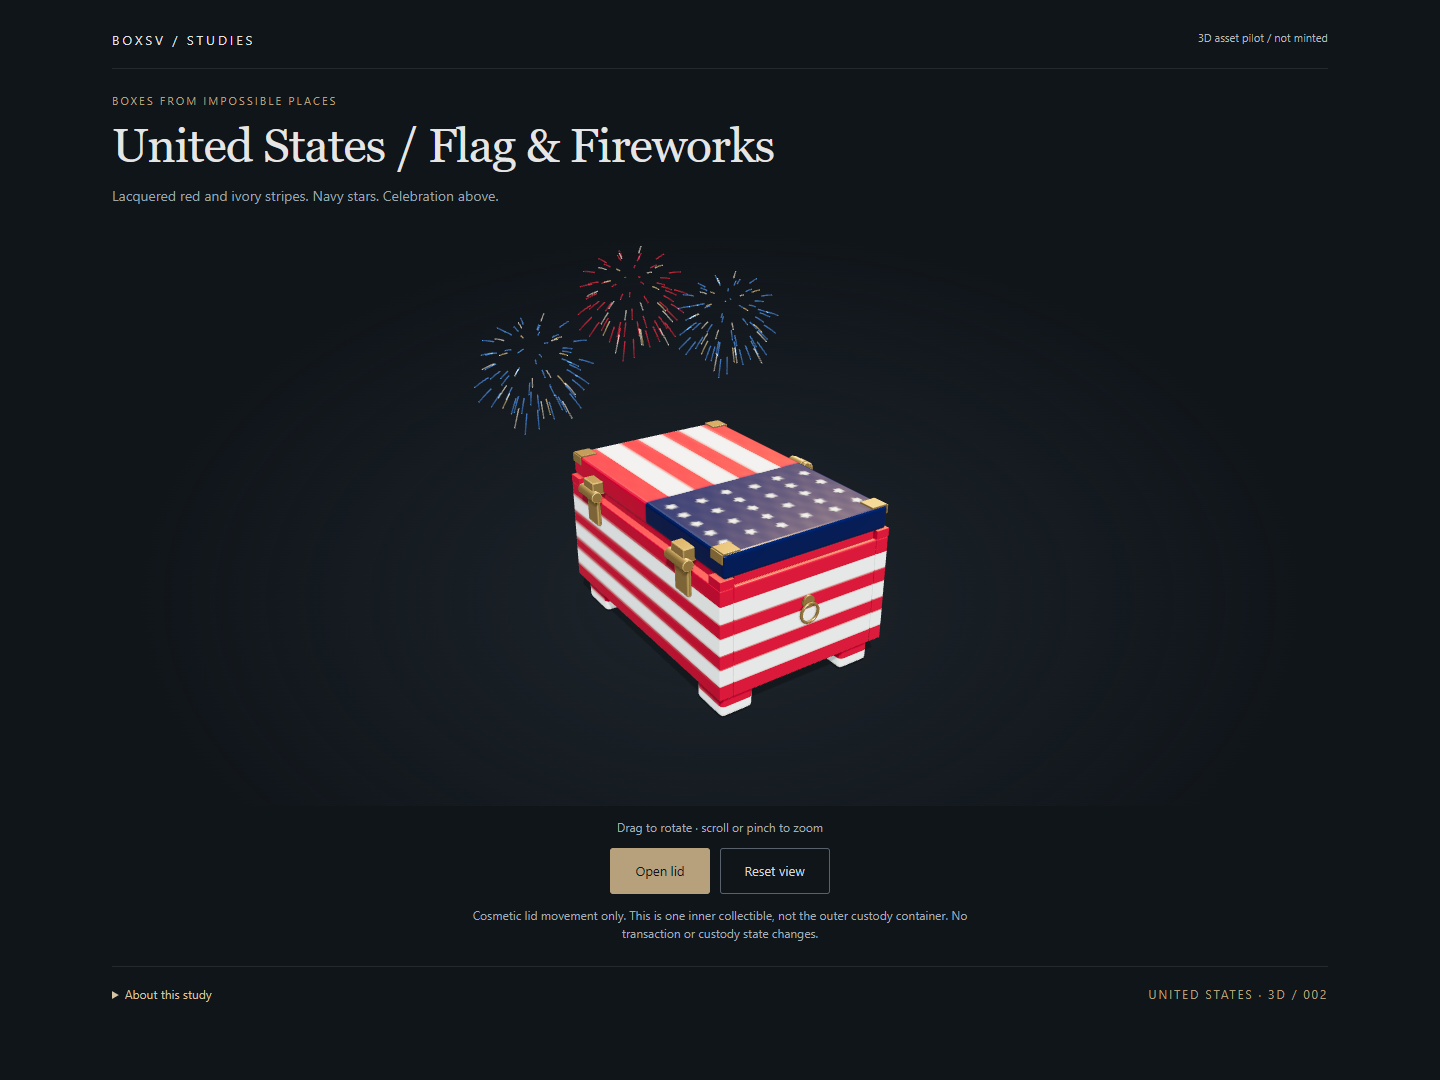 BOXSV / STUDIES
3D asset pilot / not minted
BOXES FROM IMPOSSIBLE PLACES
United States / Flag & Fireworks
Lacquered red and ivory stripes. Navy stars. Celebration above.
Drag to rotate · scroll or pinch to zoom
Open lid
Reset view
Cosmetic lid movement only. This is one inner collectible, not the outer custody container. No
transaction or custody state changes.
About this study
UNITED STATES · 3D / 002